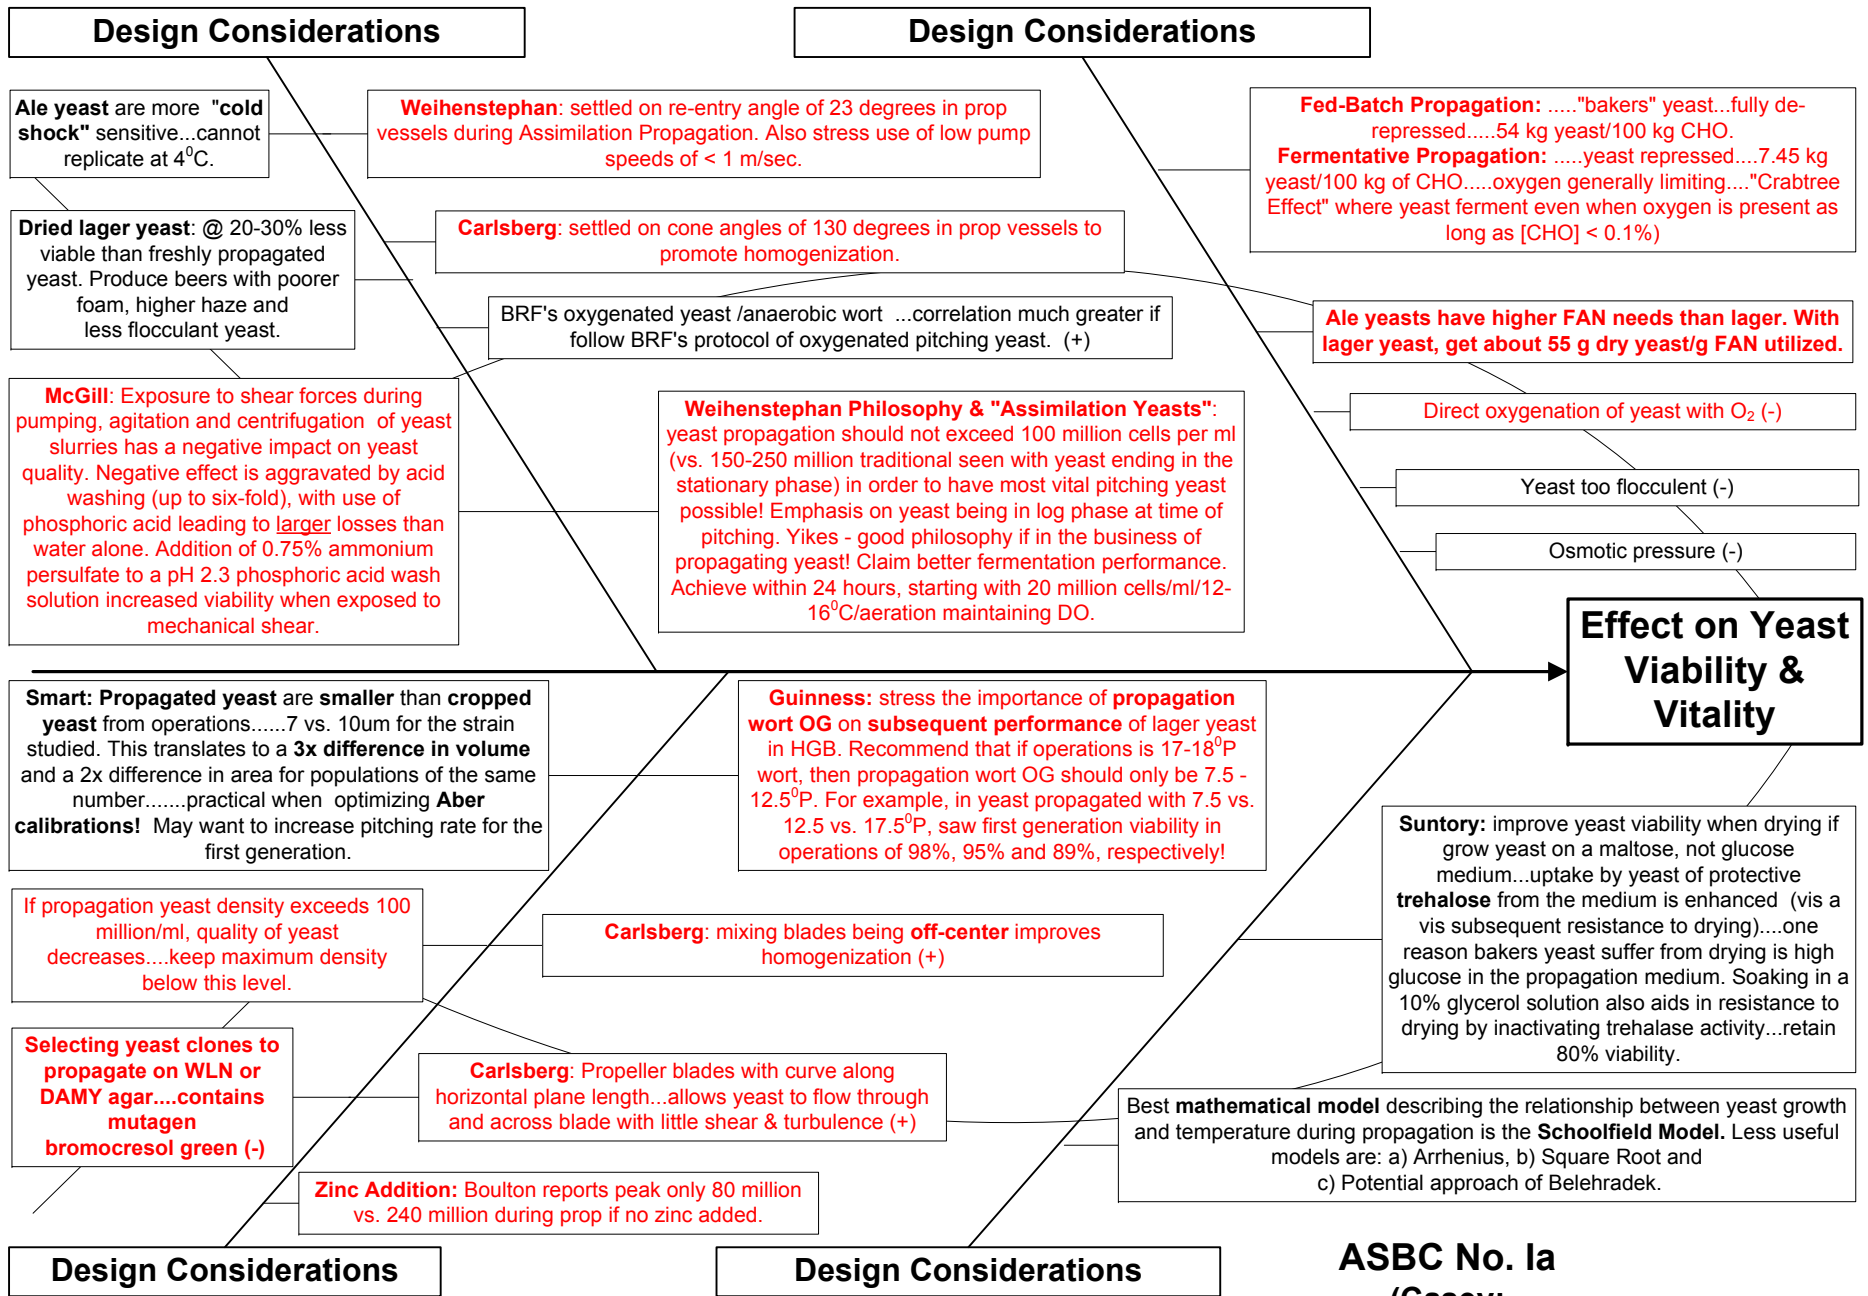 Design Considerations
Design Considerations
Ale yeast are more "cold
shock" sensitive...cannot
replicate at 4⁰C.
Weihenstephan: settled on re-entry angle of 23 degrees in prop
vessels during Assimilation Propagation. Also stress use of low pump
speeds of < 1 m/sec.
Fed-Batch Propagation: ....."bakers" yeast...fully de-
repressed.....54 kg yeast/100 kg CHO.
Fermentative Propagation: .....yeast repressed....7.45 kg
yeast/100 kg of CHO.....oxygen generally limiting...."Crabtree
Effect" where yeast ferment even when oxygen is present as
long as [CHO] < 0.1%)
Dried lager yeast: @ 20-30% less
viable than freshly propagated
yeast. Produce beers with poorer
foam, higher haze and
less flocculant yeast.
Carlsberg: settled on cone angles of 130 degrees in prop vessels to
promote homogenization.
BRF's oxygenated yeast /anaerobic wort ...correlation much greater if
follow BRF's protocol of oxygenated pitching yeast. (+)
Ale yeasts have higher FAN needs than lager. With
lager yeast, get about 55 g dry yeast/g FAN utilized.
McGill: Exposure to shear forces during
pumping, agitation and centrifugation of yeast
slurries has a negative impact on yeast
quality. Negative effect is aggravated by acid
washing (up to six-fold), with use of
phosphoric acid leading to larger losses than
water alone. Addition of 0.75% ammonium
persulfate to a pH 2.3 phosphoric acid wash
solution increased viability when exposed to
mechanical shear.
Weihenstephan Philosophy & "Assimilation Yeasts":
yeast propagation should not exceed 100 million cells per ml
(vs. 150-250 million traditional seen with yeast ending in the
stationary phase) in order to have most vital pitching yeast
possible! Emphasis on yeast being in log phase at time of
pitching. Yikes - good philosophy if in the business of
propagating yeast! Claim better fermentation performance.
Achieve within 24 hours, starting with 20 million cells/ml/12-
16⁰C/aeration maintaining DO.
Direct oxygenation of yeast with O₂ (-)
Yeast too flocculent (-)
Osmotic pressure (-)
Effect on Yeast
Viability &
Vitality
Smart: Propagated yeast are smaller than cropped
yeast from operations......7 vs. 10um for the strain
studied. This translates to a 3x difference in volume
and a 2x difference in area for populations of the same
number.......practical when optimizing Aber
calibrations! May want to increase pitching rate for the
first generation.
Guinness: stress the importance of propagation
wort OG on subsequent performance of lager yeast
in HGB. Recommend that if operations is 17-18⁰P
wort, then propagation wort OG should only be 7.5 -
12.5⁰P. For example, in yeast propagated with 7.5 vs.
12.5 vs. 17.5⁰P, saw first generation viability in
operations of 98%, 95% and 89%, respectively!
Suntory: improve yeast viability when drying if
grow yeast on a maltose, not glucose
medium...uptake by yeast of protective
trehalose from the medium is enhanced (vis a
vis subsequent resistance to drying)....one
reason bakers yeast suffer from drying is high
glucose in the propagation medium. Soaking in a
10% glycerol solution also aids in resistance to
drying by inactivating trehalase activity...retain
80% viability.
If propagation yeast density exceeds 100
million/ml, quality of yeast
decreases....keep maximum density
below this level.
Carlsberg: mixing blades being off-center improves
homogenization (+)
Selecting yeast clones to
propagate on WLN or
DAMY agar....contains
mutagen
bromocresol green (-)
Carlsberg: Propeller blades with curve along
horizontal plane length...allows yeast to flow through
and across blade with little shear & turbulence (+)
Best mathematical model describing the relationship between yeast growth
and temperature during propagation is the Schoolfield Model. Less useful
models are: a) Arrhenius, b) Square Root and
c) Potential approach of Belehradek.
Zinc Addition: Boulton reports peak only 80 million
vs. 240 million during prop if no zinc added.
Design Considerations
Design Considerations
ASBC No. Ia
(Casey: